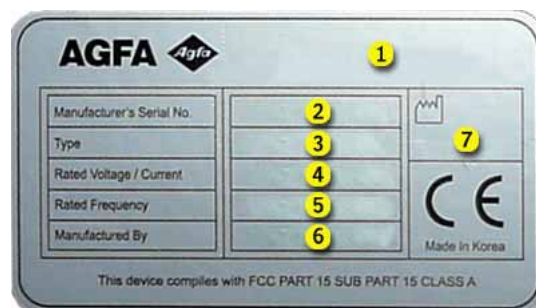 AGFA Agfa 1
Manufacturer's Serial No. 2
Type 3
Rated Voltage / Current 4
Rated Frequency 5
Manufactured By 6
7
CE
Made In Korea
This device compiles with FCC PART 15 SUB PART 15 CLASS A